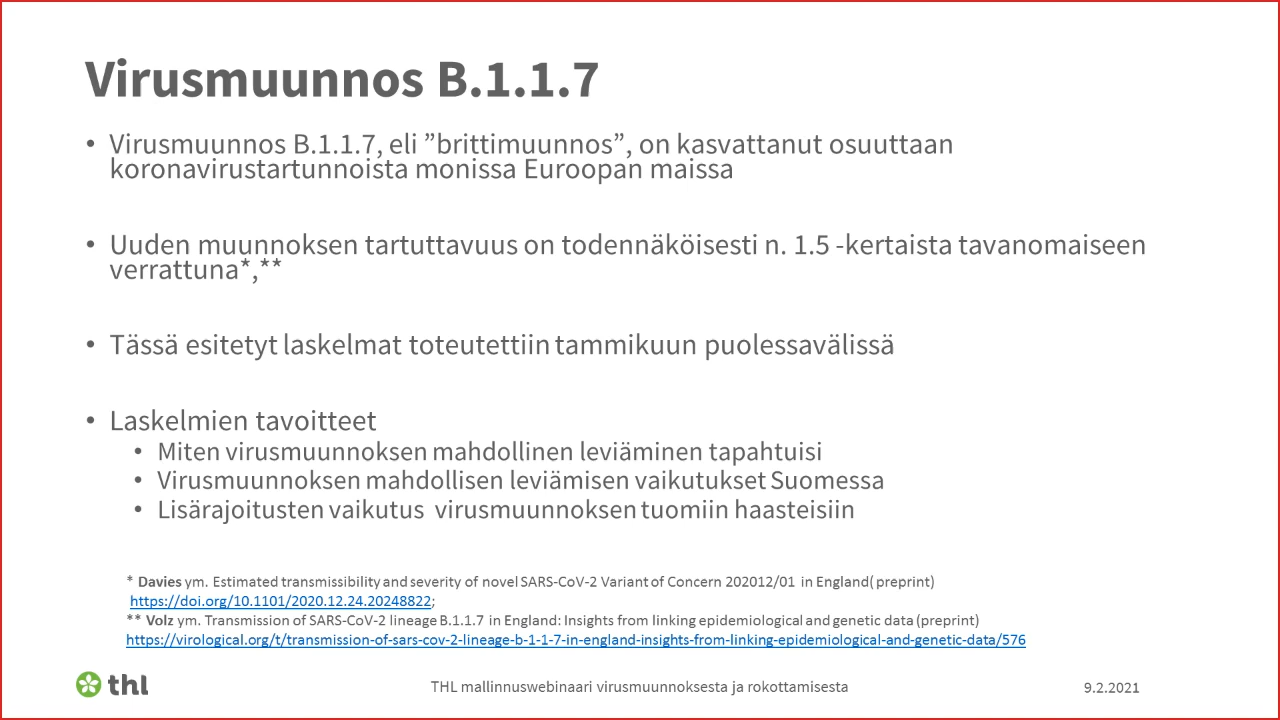 Virusmuunnos B.1.1.7
• Virusmuunnos B.1.1.7, eli ”brittimuunnos”, on kasvattanut osuuttaan
koronavirustartunnoista monissa Euroopan maissa
• Uuden muunnoksen tartuttavuus on todennäköisesti n. 1.5 -kertaista tavanomaiseen
verrattuna*,**
• Tässä esitetyt laskelmat toteutettiin tammikuun puolessavälissä
• Laskelmien tavoitteet
• Miten virusmuunnoksen mahdollinen leviäminen tapahtuisi
• Virusmuunnoksen mahdollisen leviämisen vaikutukset Suomessa
• Lisärajoitusten vaikutus virusmuunnoksen tuomiin haasteisiin
* Davies ym. Estimated transmissibility and severity of novel SARS-CoV-2 Variant of Concern 202012/01 in England( preprint)
https://doi.org/10.1101/2020.12.24.20248822;
** Volz ym. Transmission of SARS-CoV-2 lineage B.1.1.7 in England: Insights from linking epidemiological and genetic data (preprint)
https://virological.org/t/transmission-of-sars-cov-2-lineage-b-1-1-7-in-england-insights-from-linking-epidemiological-and-genetic-data/576
thl
THL mallinnuswebinaari virusmuunnoksesta ja rokottamisesta
9.2.2021